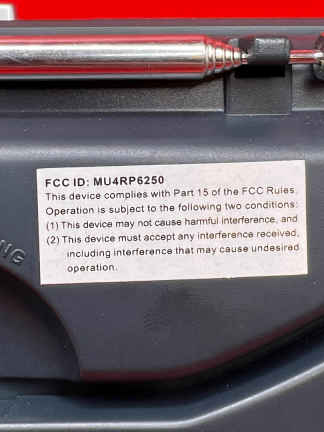 FCC ID: MU4RP6250
This device complies with Part 15 of the FCC Rules.
Operation is subject to the following two conditions:
(1) This device may not cause harmful interference, and
(2) This device must accept any interference received,
including interference that may cause undesired
operation.